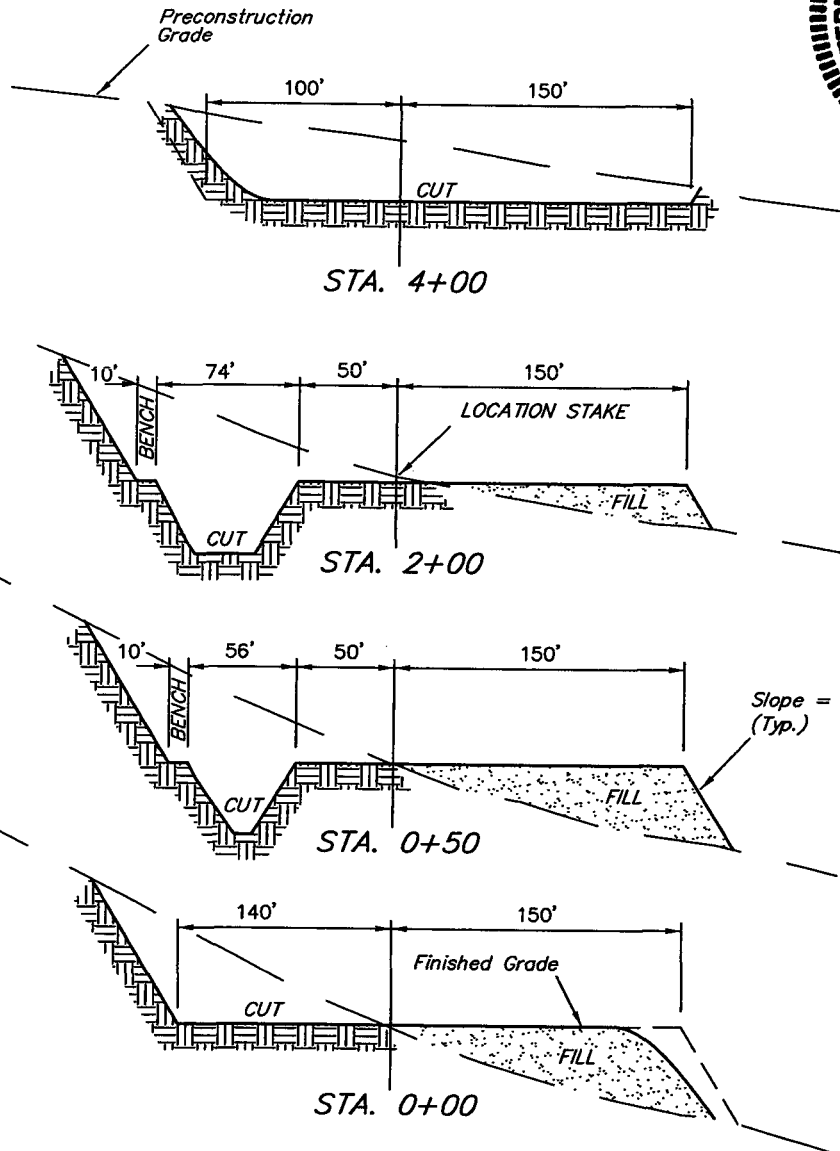 Preconstruction
Grade
100'
150'
CUT
STA. 4+00
10'
74'
50'
150'
BENCH
LOCATION STAKE
CUT
FILL
STA. 2+00
10'
56'
50'
150'
BENCH
Slope =
(Typ.)
CUT
FILL
STA. 0+50
140'
150'
Finished Grade
CUT
FILL
STA. 0+00